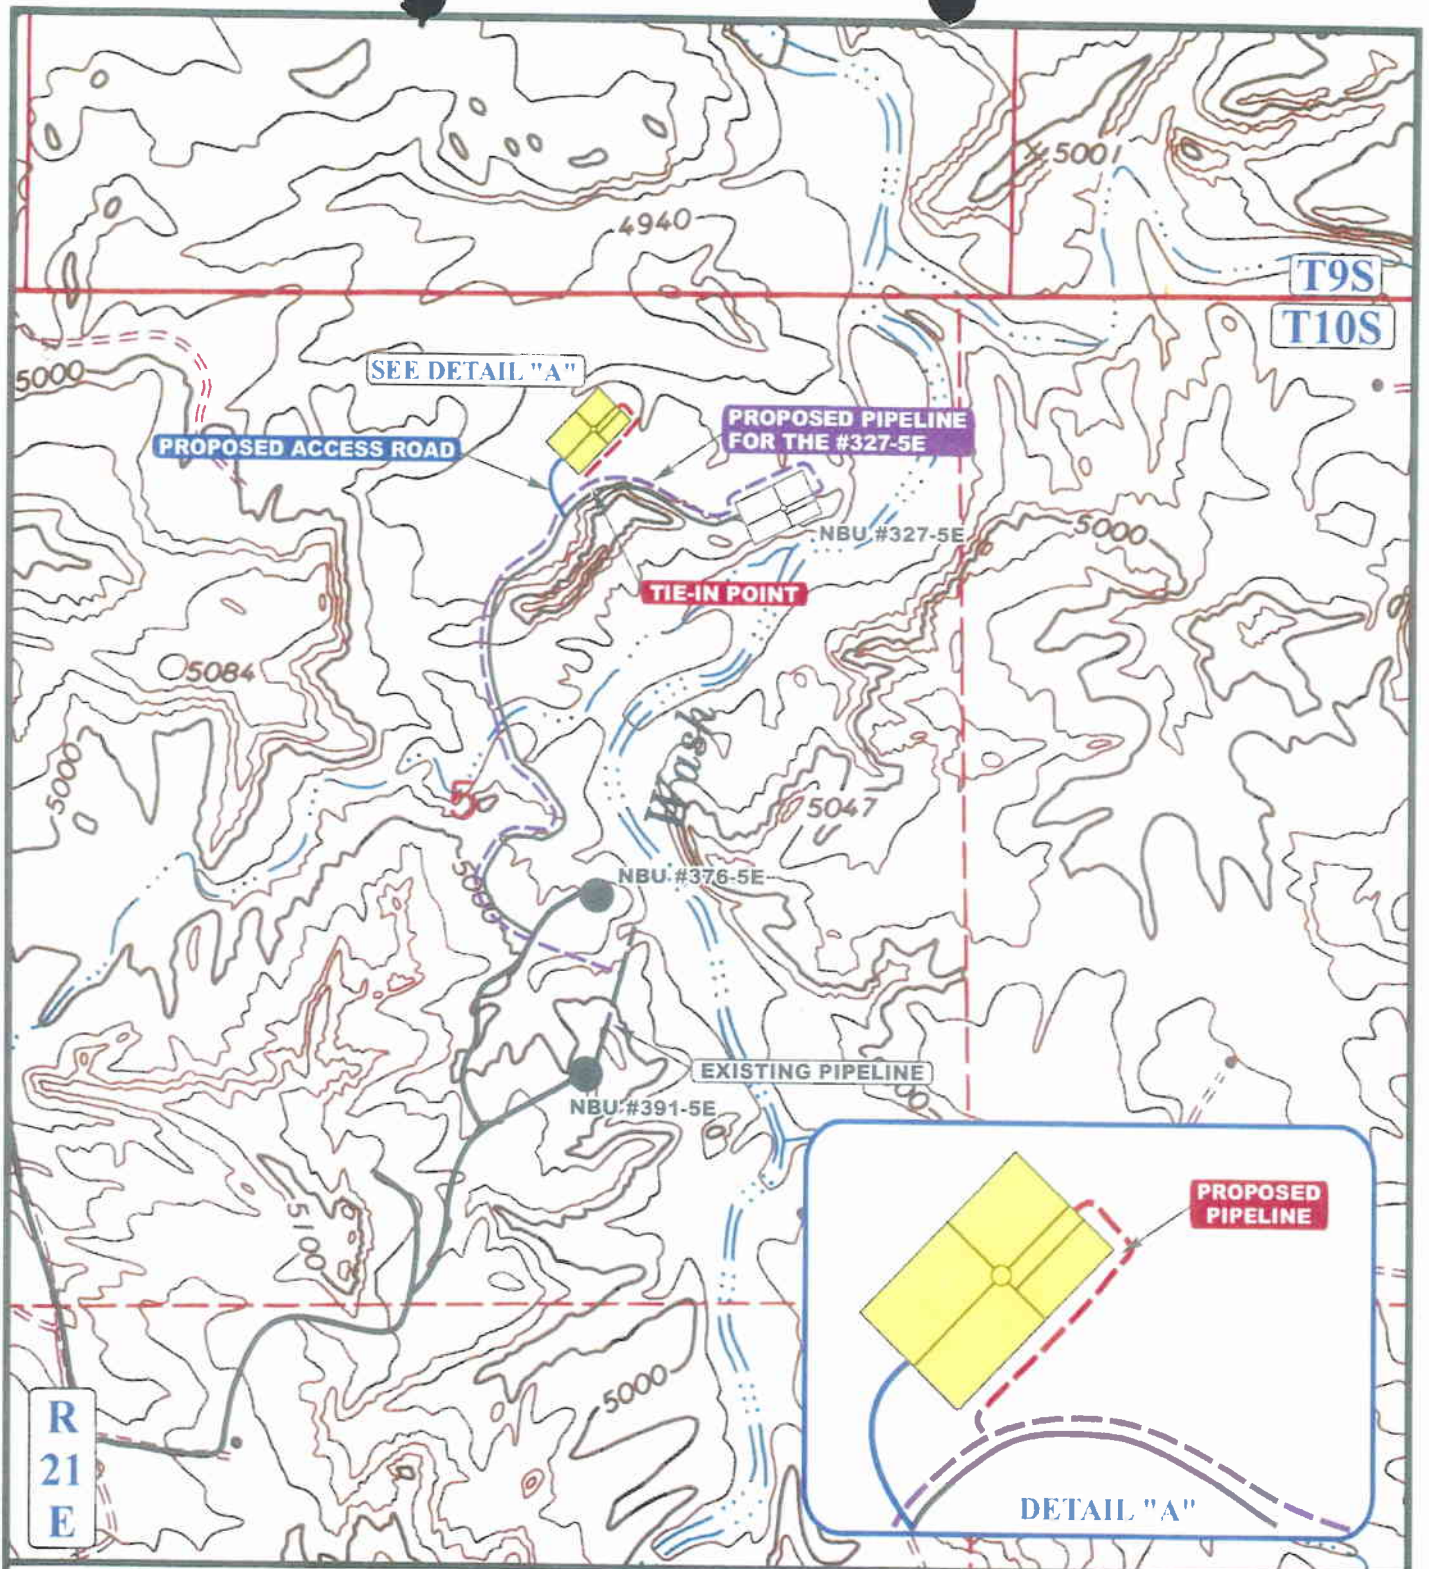 5001
4940
T9S
T10S
5000
SEE DETAIL "A"
PROPOSED ACCESS ROAD
PROPOSED PIPELINE
FOR THE #327-5E
NBU #327-5E
5000
TIE-IN POINT
5084
Wash
5000
5
5047
NBU #376-5E
5000
EXISTING PIPELINE
NBU #391-5E
5100
PROPOSED
PIPELINE
5000
R
21
E
DETAIL "A"